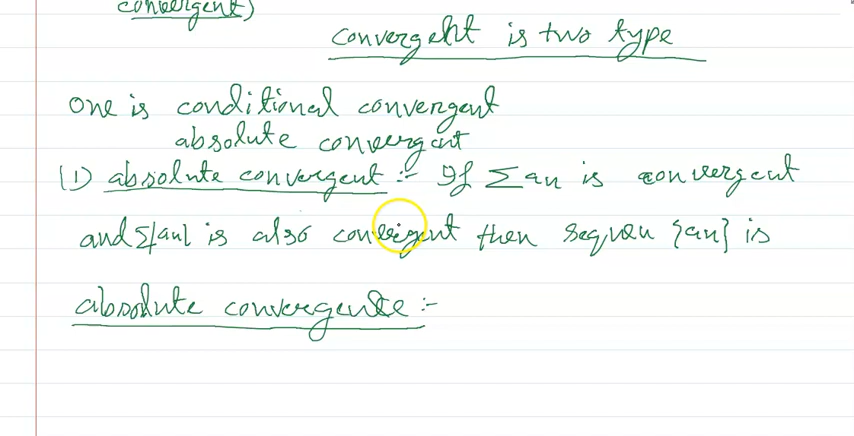 convergent)
convergent is two type
one is conditional convergent
absolute convergent
(1) absolute convergent :- If Σan is convergent
and Σ|an| is also convergent then sequen {an} is
absolute convergente :-